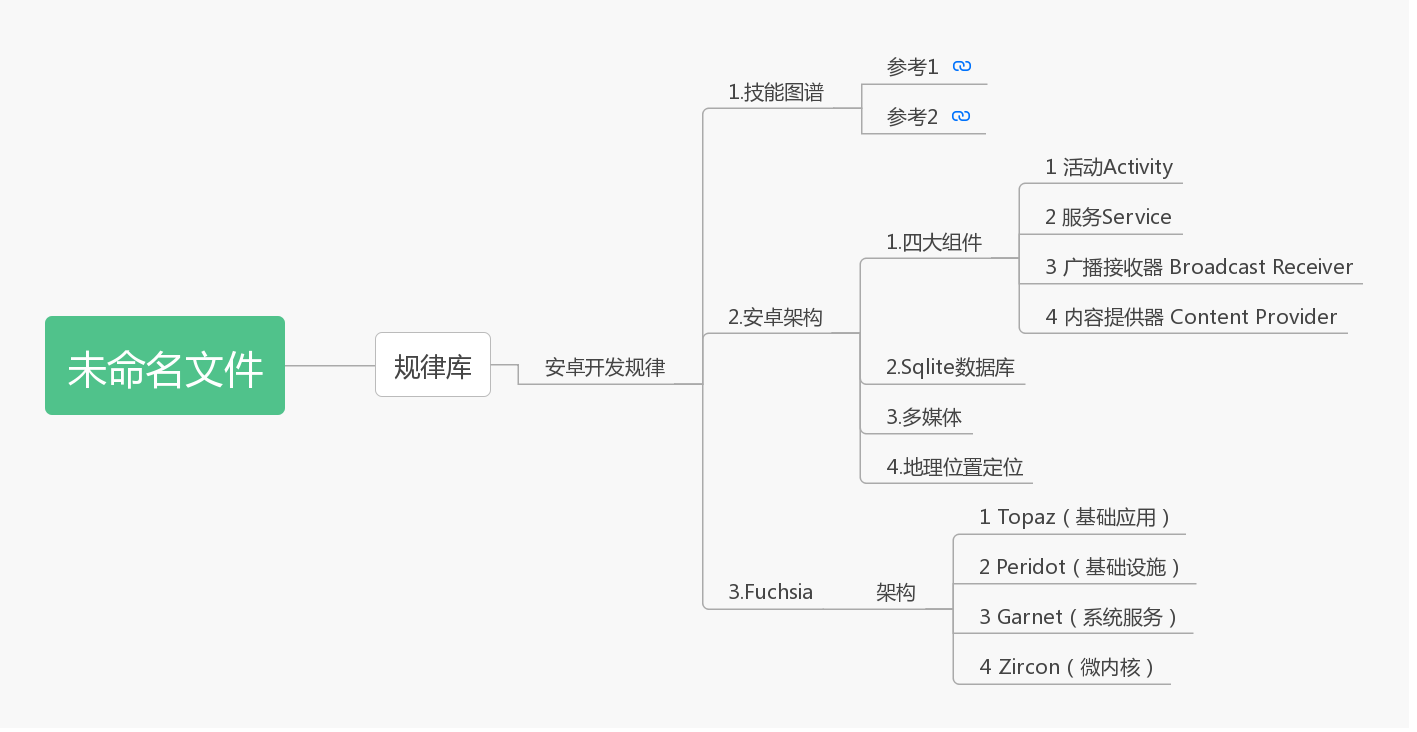 未命名文件
规律库
安卓开发规律
1.技能图谱
参考1
参考2
2.安卓架构
1.四大组件
1 活动Activity
2 服务Service
3 广播接收器 Broadcast Receiver
4 内容提供器 Content Provider
2.Sqlite数据库
3.多媒体
4.地理位置定位
3.Fuchsia
架构
1 Topaz（基础应用）
2 Peridot（基础设施）
3 Garnet（系统服务）
4 Zircon（微内核）